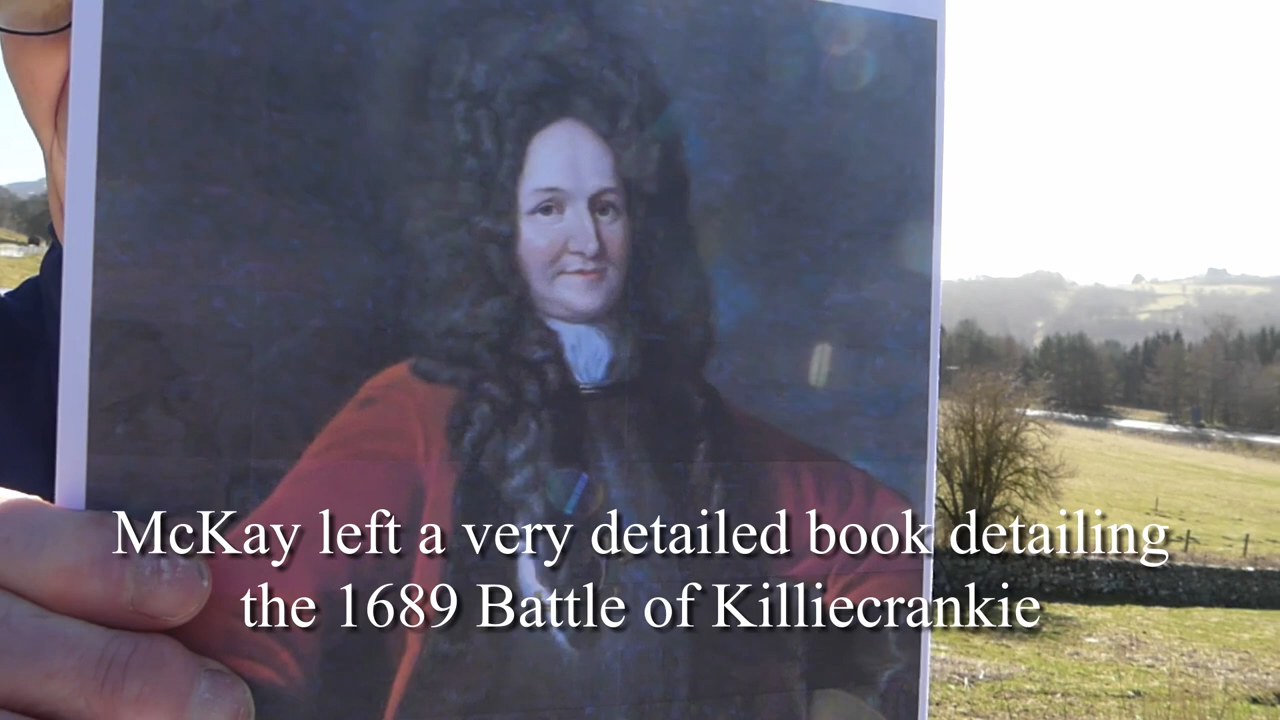 McKay left a very detailed book detailing
the 1689 Battle of Killiecrankie